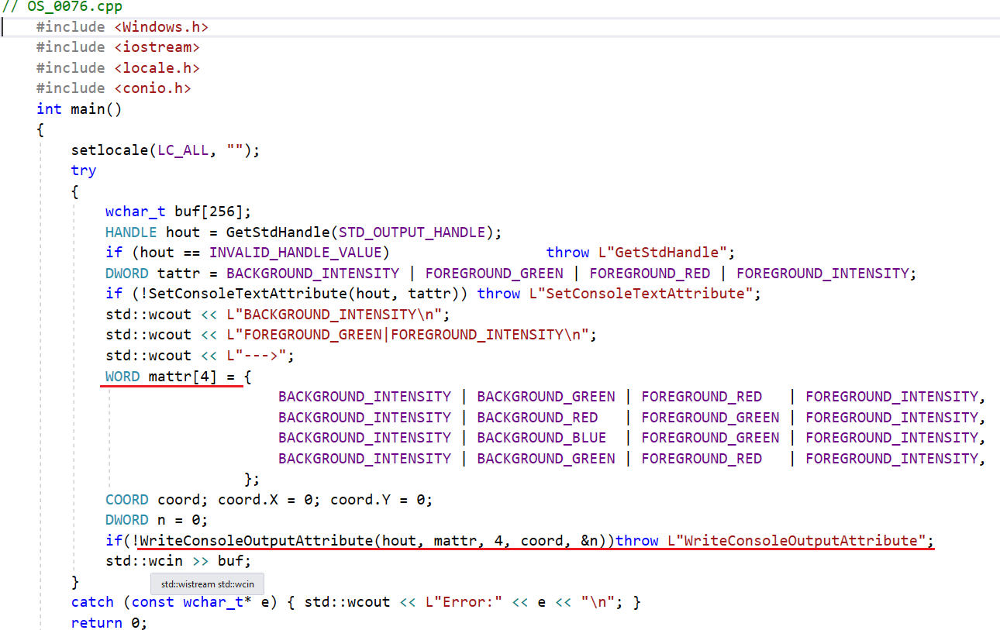 // OS_0076.cpp
#include <Windows.h>
#include <iostream>
#include <locale.h>
#include <conio.h>
int main()
{
setlocale(LC_ALL, "");
try
{
wchar_t buf[256];
HANDLE hout = GetStdHandle(STD_OUTPUT_HANDLE);
if (hout == INVALID_HANDLE_VALUE) throw L"GetStdHandle";
DWORD tattr = BACKGROUND_INTENSITY | FOREGROUND_GREEN | FOREGROUND_RED | FOREGROUND_INTENSITY;
if (!SetConsoleTextAttribute(hout, tattr)) throw L"SetConsoleTextAttribute";
std::wcout << L"BACKGROUND_INTENSITY\n";
std::wcout << L"FOREGROUND_GREEN|FOREGROUND_INTENSITY\n";
std::wcout << L"--->";
WORD mattr[4] = {
BACKGROUND_INTENSITY | BACKGROUND_GREEN | FOREGROUND_RED | FOREGROUND_INTENSITY,
BACKGROUND_INTENSITY | BACKGROUND_RED | FOREGROUND_GREEN | FOREGROUND_INTENSITY,
BACKGROUND_INTENSITY | BACKGROUND_BLUE | FOREGROUND_GREEN | FOREGROUND_INTENSITY,
BACKGROUND_INTENSITY | BACKGROUND_GREEN | FOREGROUND_RED | FOREGROUND_INTENSITY,
};
COORD coord; coord.X = 0; coord.Y = 0;
DWORD n = 0;
if(!WriteConsoleOutputAttribute(hout, mattr, 4, coord, &n))throw L"WriteConsoleOutputAttribute";
std::wcin >> buf;
}
std::wistream std::wcin
catch (const wchar_t* e) { std::wcout << L"Error:" << e << "\n"; }
return 0;